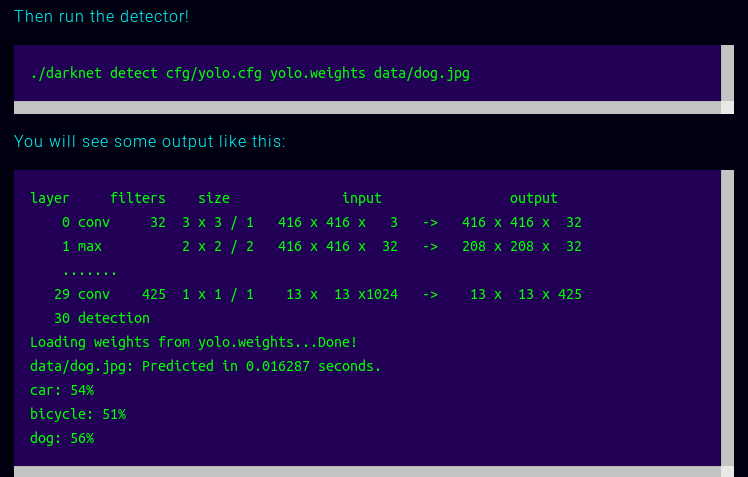 Then run the detector!
./darknet detect cfg/yolo.cfg yolo.weights data/dog.jpg
You will see some output like this:
layer     filters    size              input                output
    0 conv     32  3 x 3 / 1   416 x 416 x   3   ->   416 x 416 x  32
    1 max          2 x 2 / 2   416 x 416 x  32   ->   208 x 208 x  32
    .......
   29 conv    425  1 x 1 / 1    13 x  13 x1024   ->    13 x  13 x 425
   30 detection
Loading weights from yolo.weights...Done!
data/dog.jpg: Predicted in 0.016287 seconds.
car: 54%
bicycle: 51%
dog: 56%